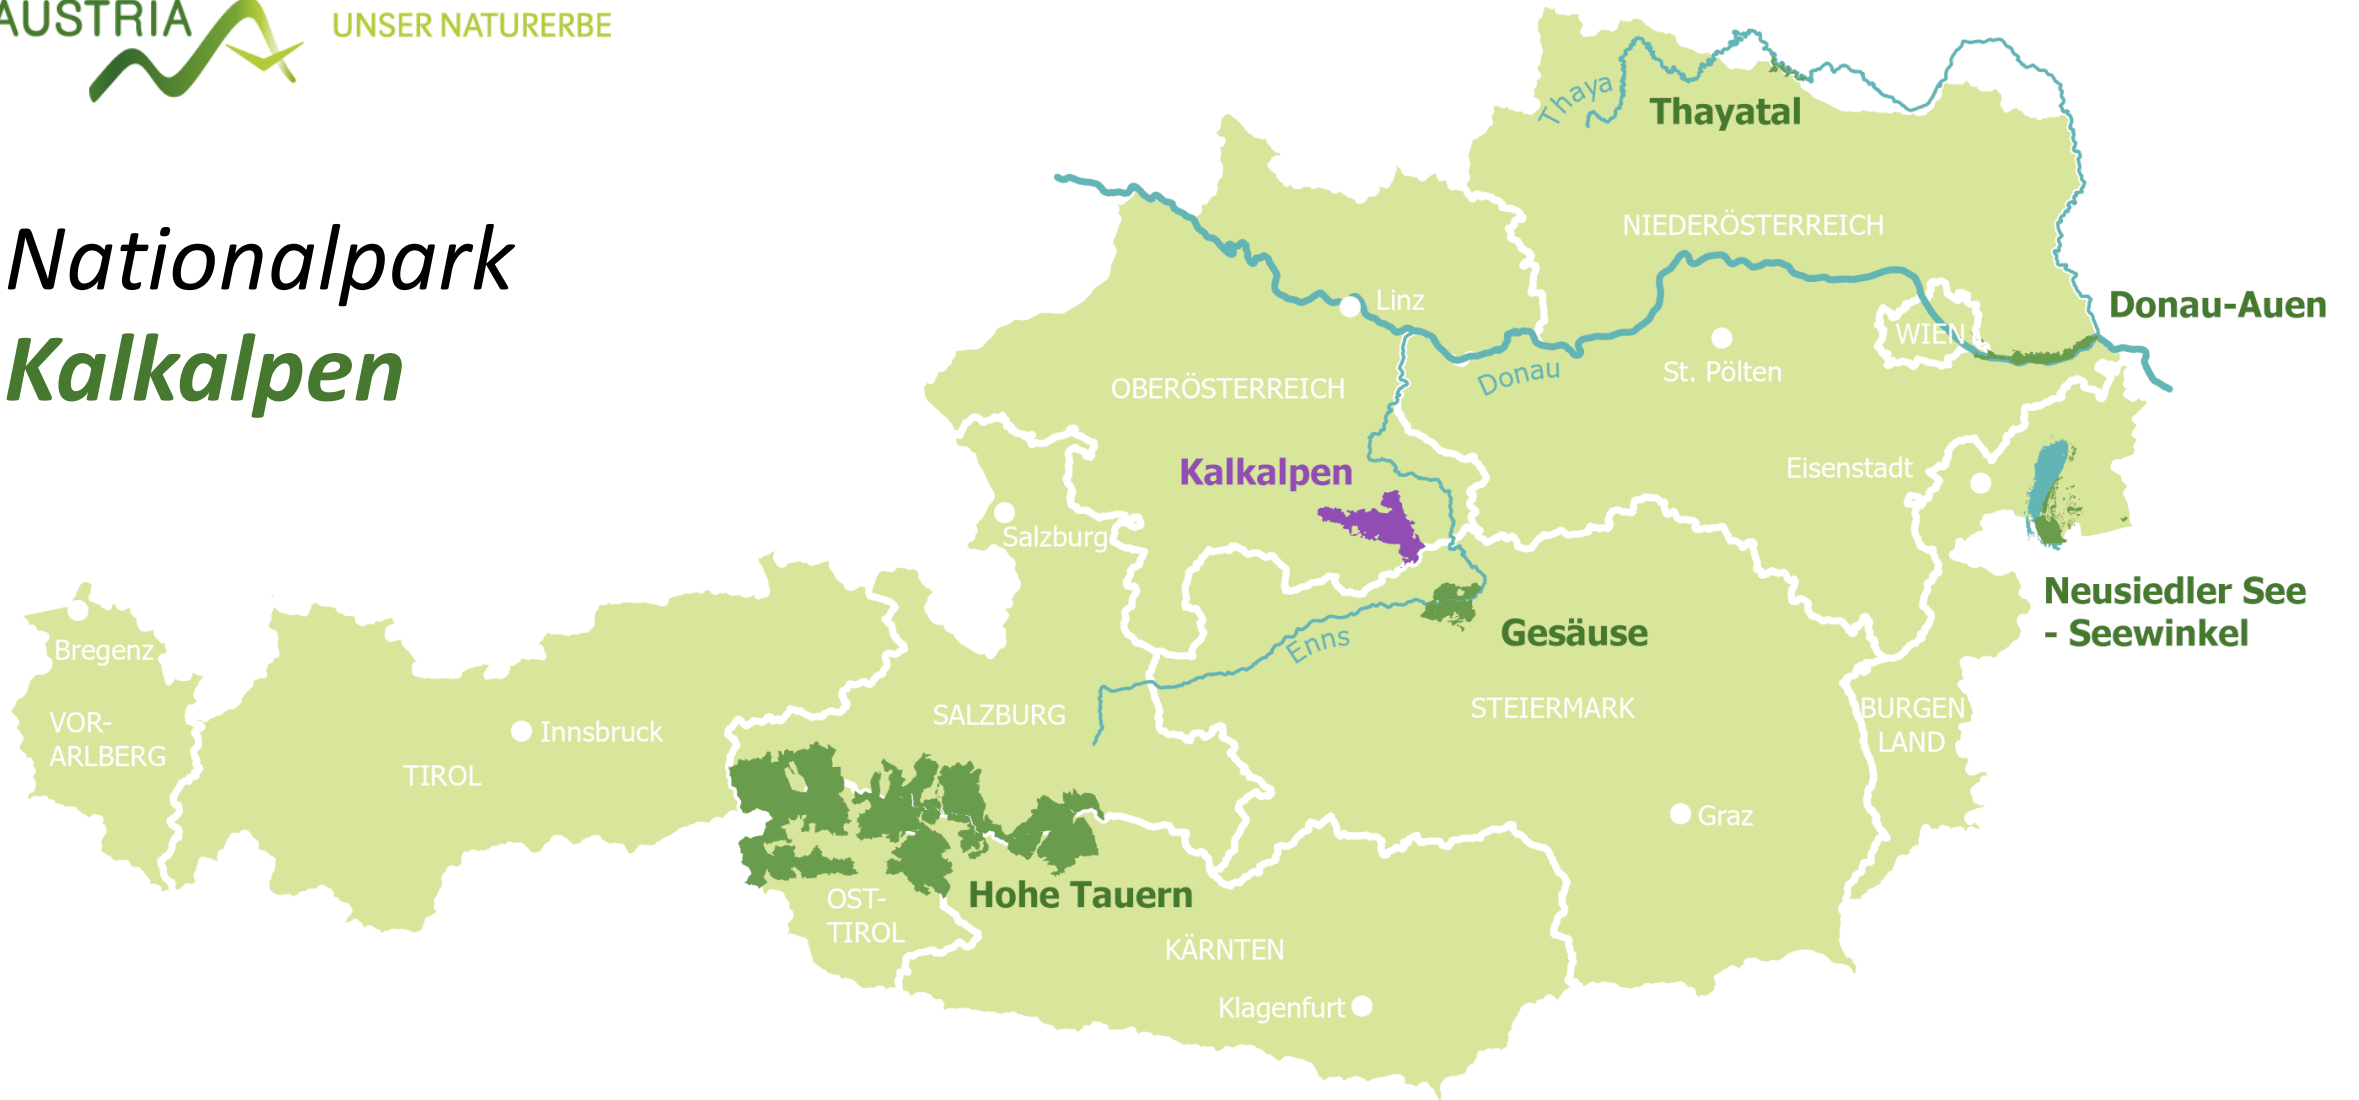 AUSTRIA
UNSER NATURERBE
Nationalpark
Kalkalpen
Thaya
Thayatal
NIEDERÖSTERREICH
Linz
Donau-Auen
WIEN
St. Pölten
Donau
OBERÖSTERREICH
Kalkalpen
Eisenstadt
Salzburg
Neusiedler See
- Seewinkel
Gesäuse
Enns
Bregenz
VOR-
ARLBERG
Innsbruck
TIROL
SALZBURG
STEIERMARK
BURGEN
LAND
Graz
Hohe Tauern
OST-
TIROL
KÄRNTEN
Klagenfurt